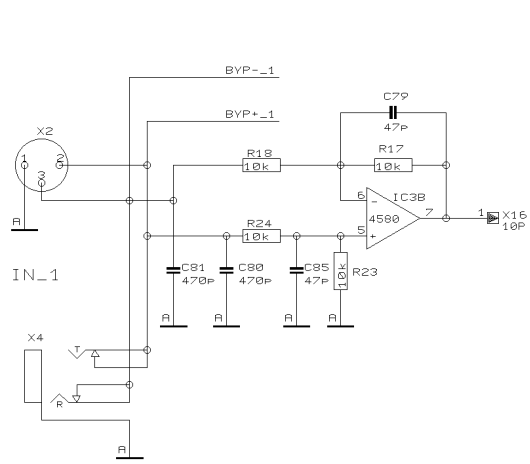 BYP-_1
BYP+_1
C79
47p
X2
1
2
3
R18
10k
R17
10k
6
-
IC3B
4580
7
1
X16
10P
5
+
A
R24
10k
IN_1
C81
470p
C80
470p
C85
47p
10k
R23
A
A
A
A
X4
T
R
A